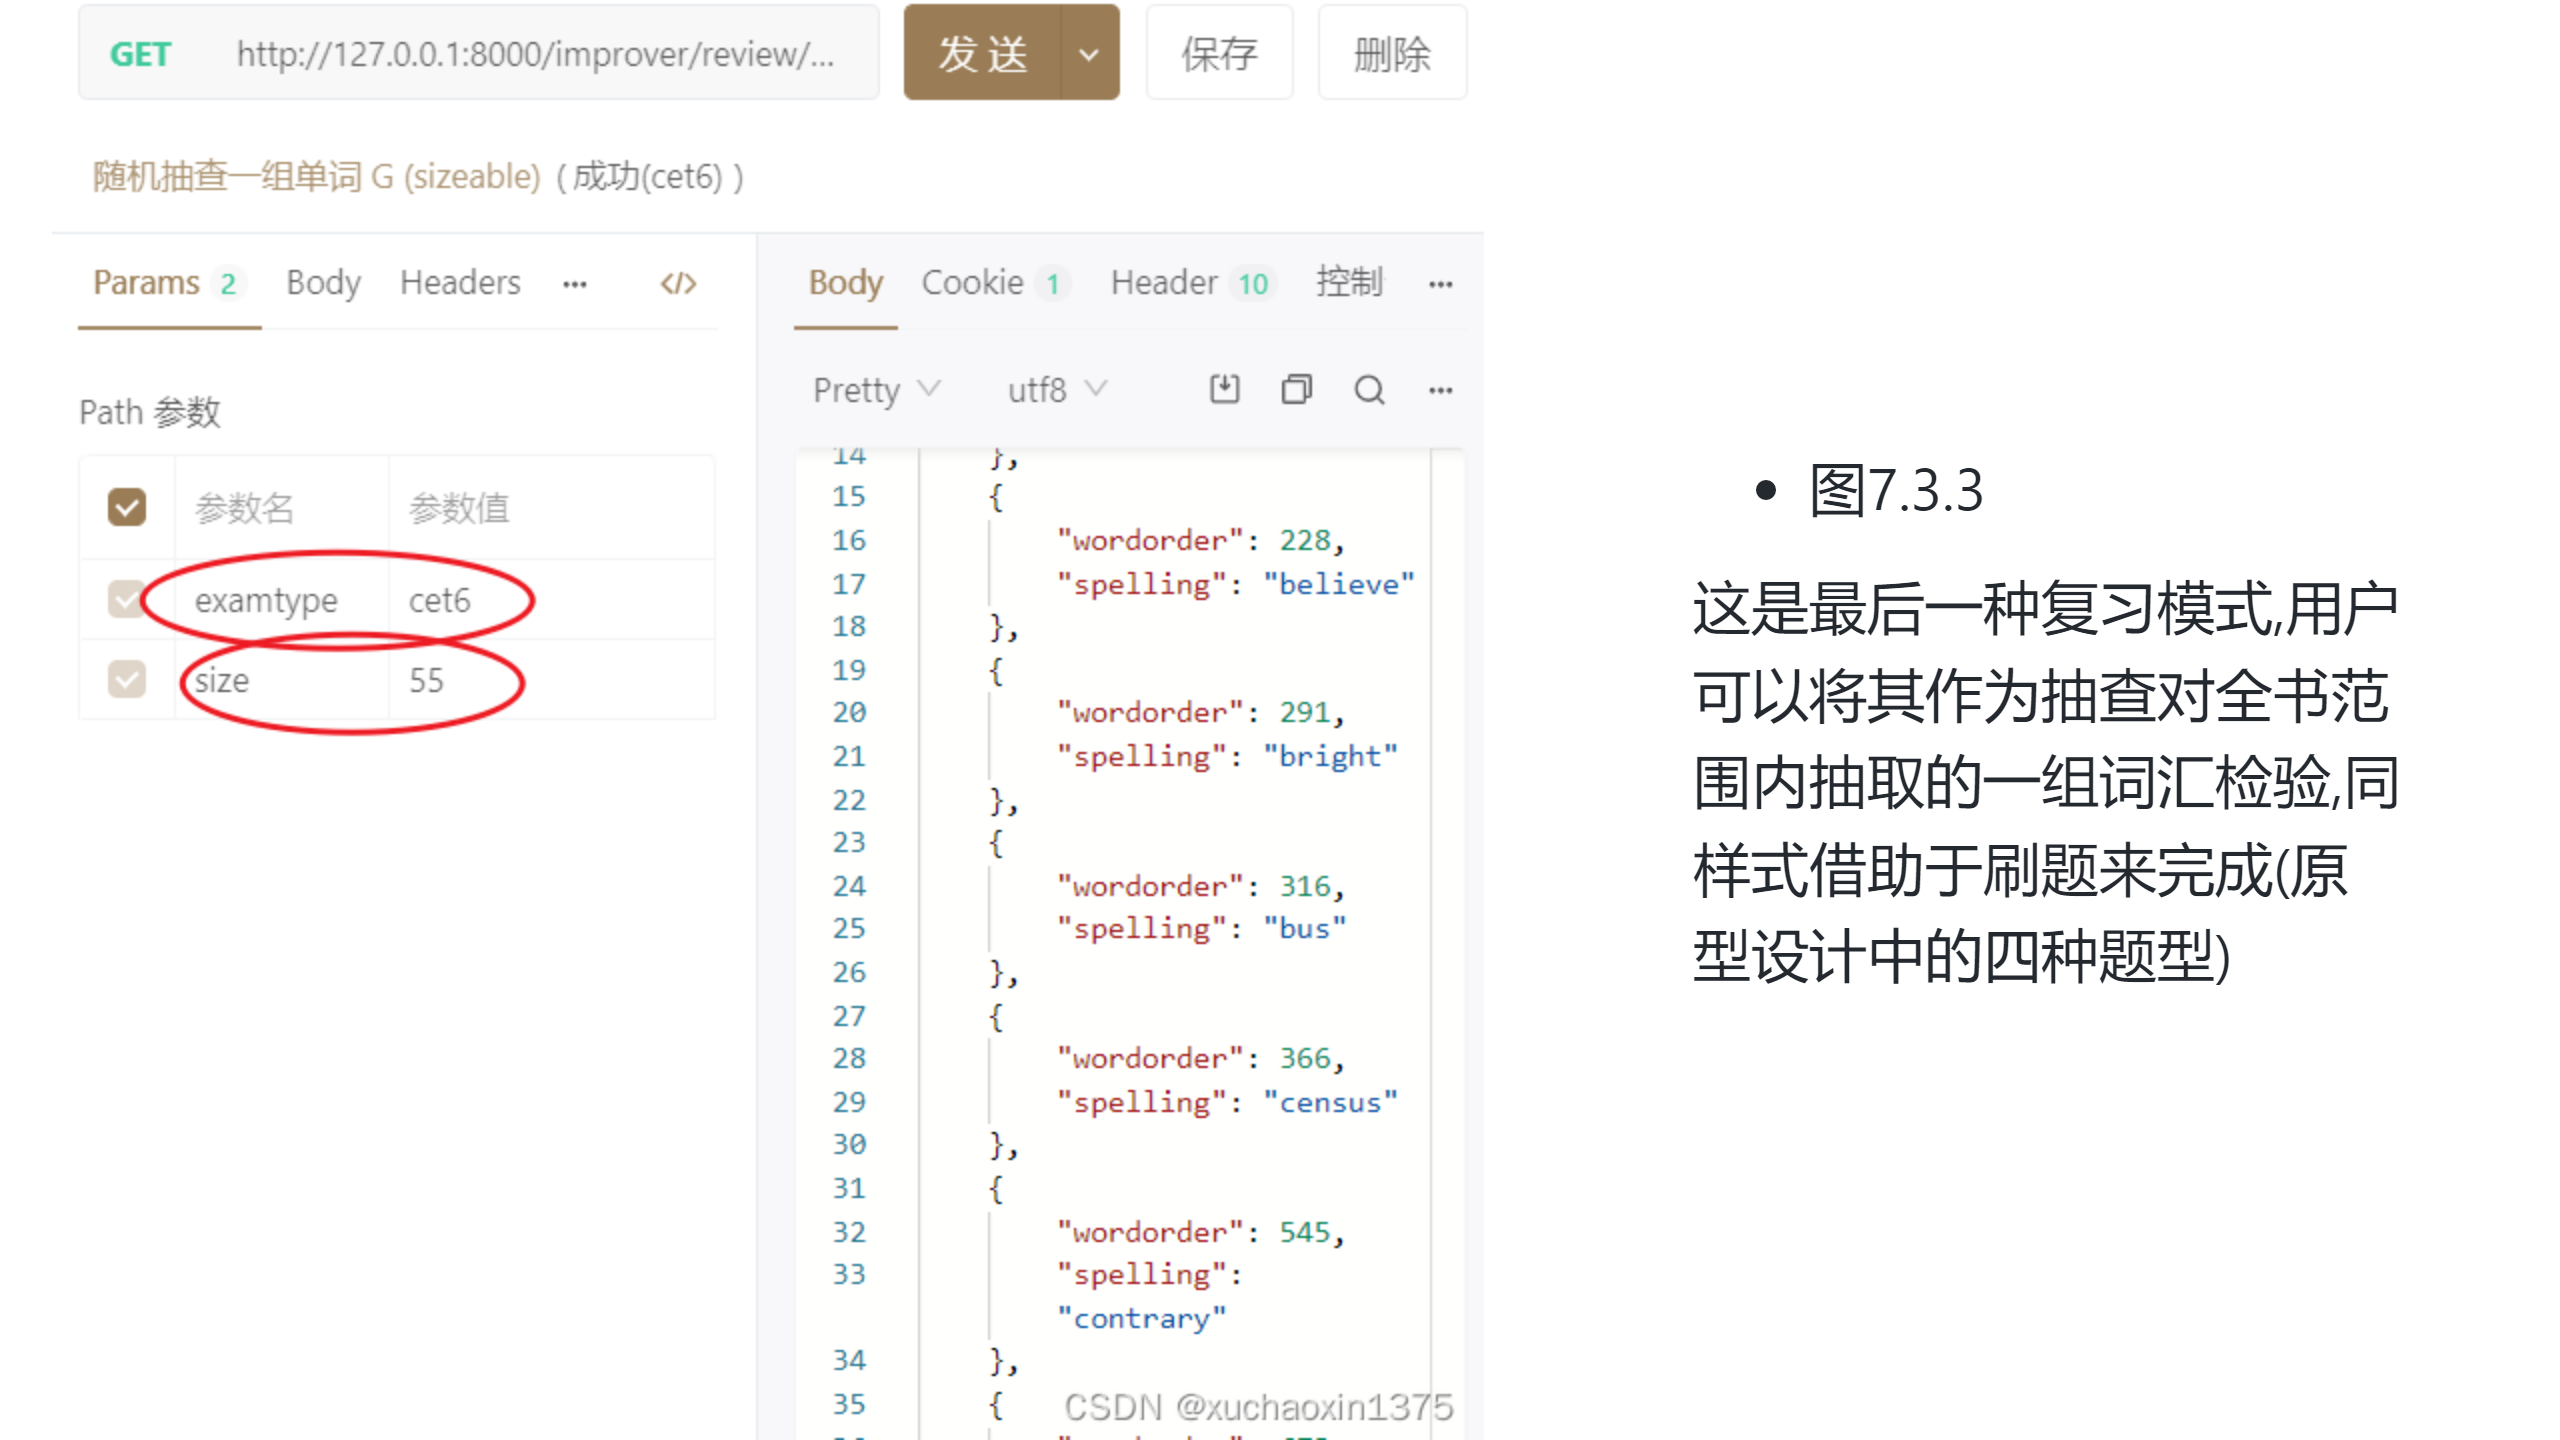 GET http://127.0.0.1:8000/improver/review/... 发送 保存 删除
随机抽查一组单词 G (sizeable) ( 成功(cet6) )
Params 2 Body Headers ··· </>
Path 参数
参数名 参数值
examtype cet6
size 55
Body Cookie 1 Header 10 控制 ···
Pretty utf8 ···
14 },
15 {
16 "wordorder": 228,
17 "spelling": "believe"
18 },
19 {
20 "wordorder": 291,
21 "spelling": "bright"
22 },
23 {
24 "wordorder": 316,
25 "spelling": "bus"
26 },
27 {
28 "wordorder": 366,
29 "spelling": "census"
30 },
31 {
32 "wordorder": 545,
33 "spelling":
"contrary"
34 },
35 {
CSDN @xuchaoxin1375
• 图7.3.3
这是最后一种复习模式,用户
可以将其作为抽查对全书范
围内抽取的一组词汇检验,同
样式借助于刷题来完成(原
型设计中的四种题型)